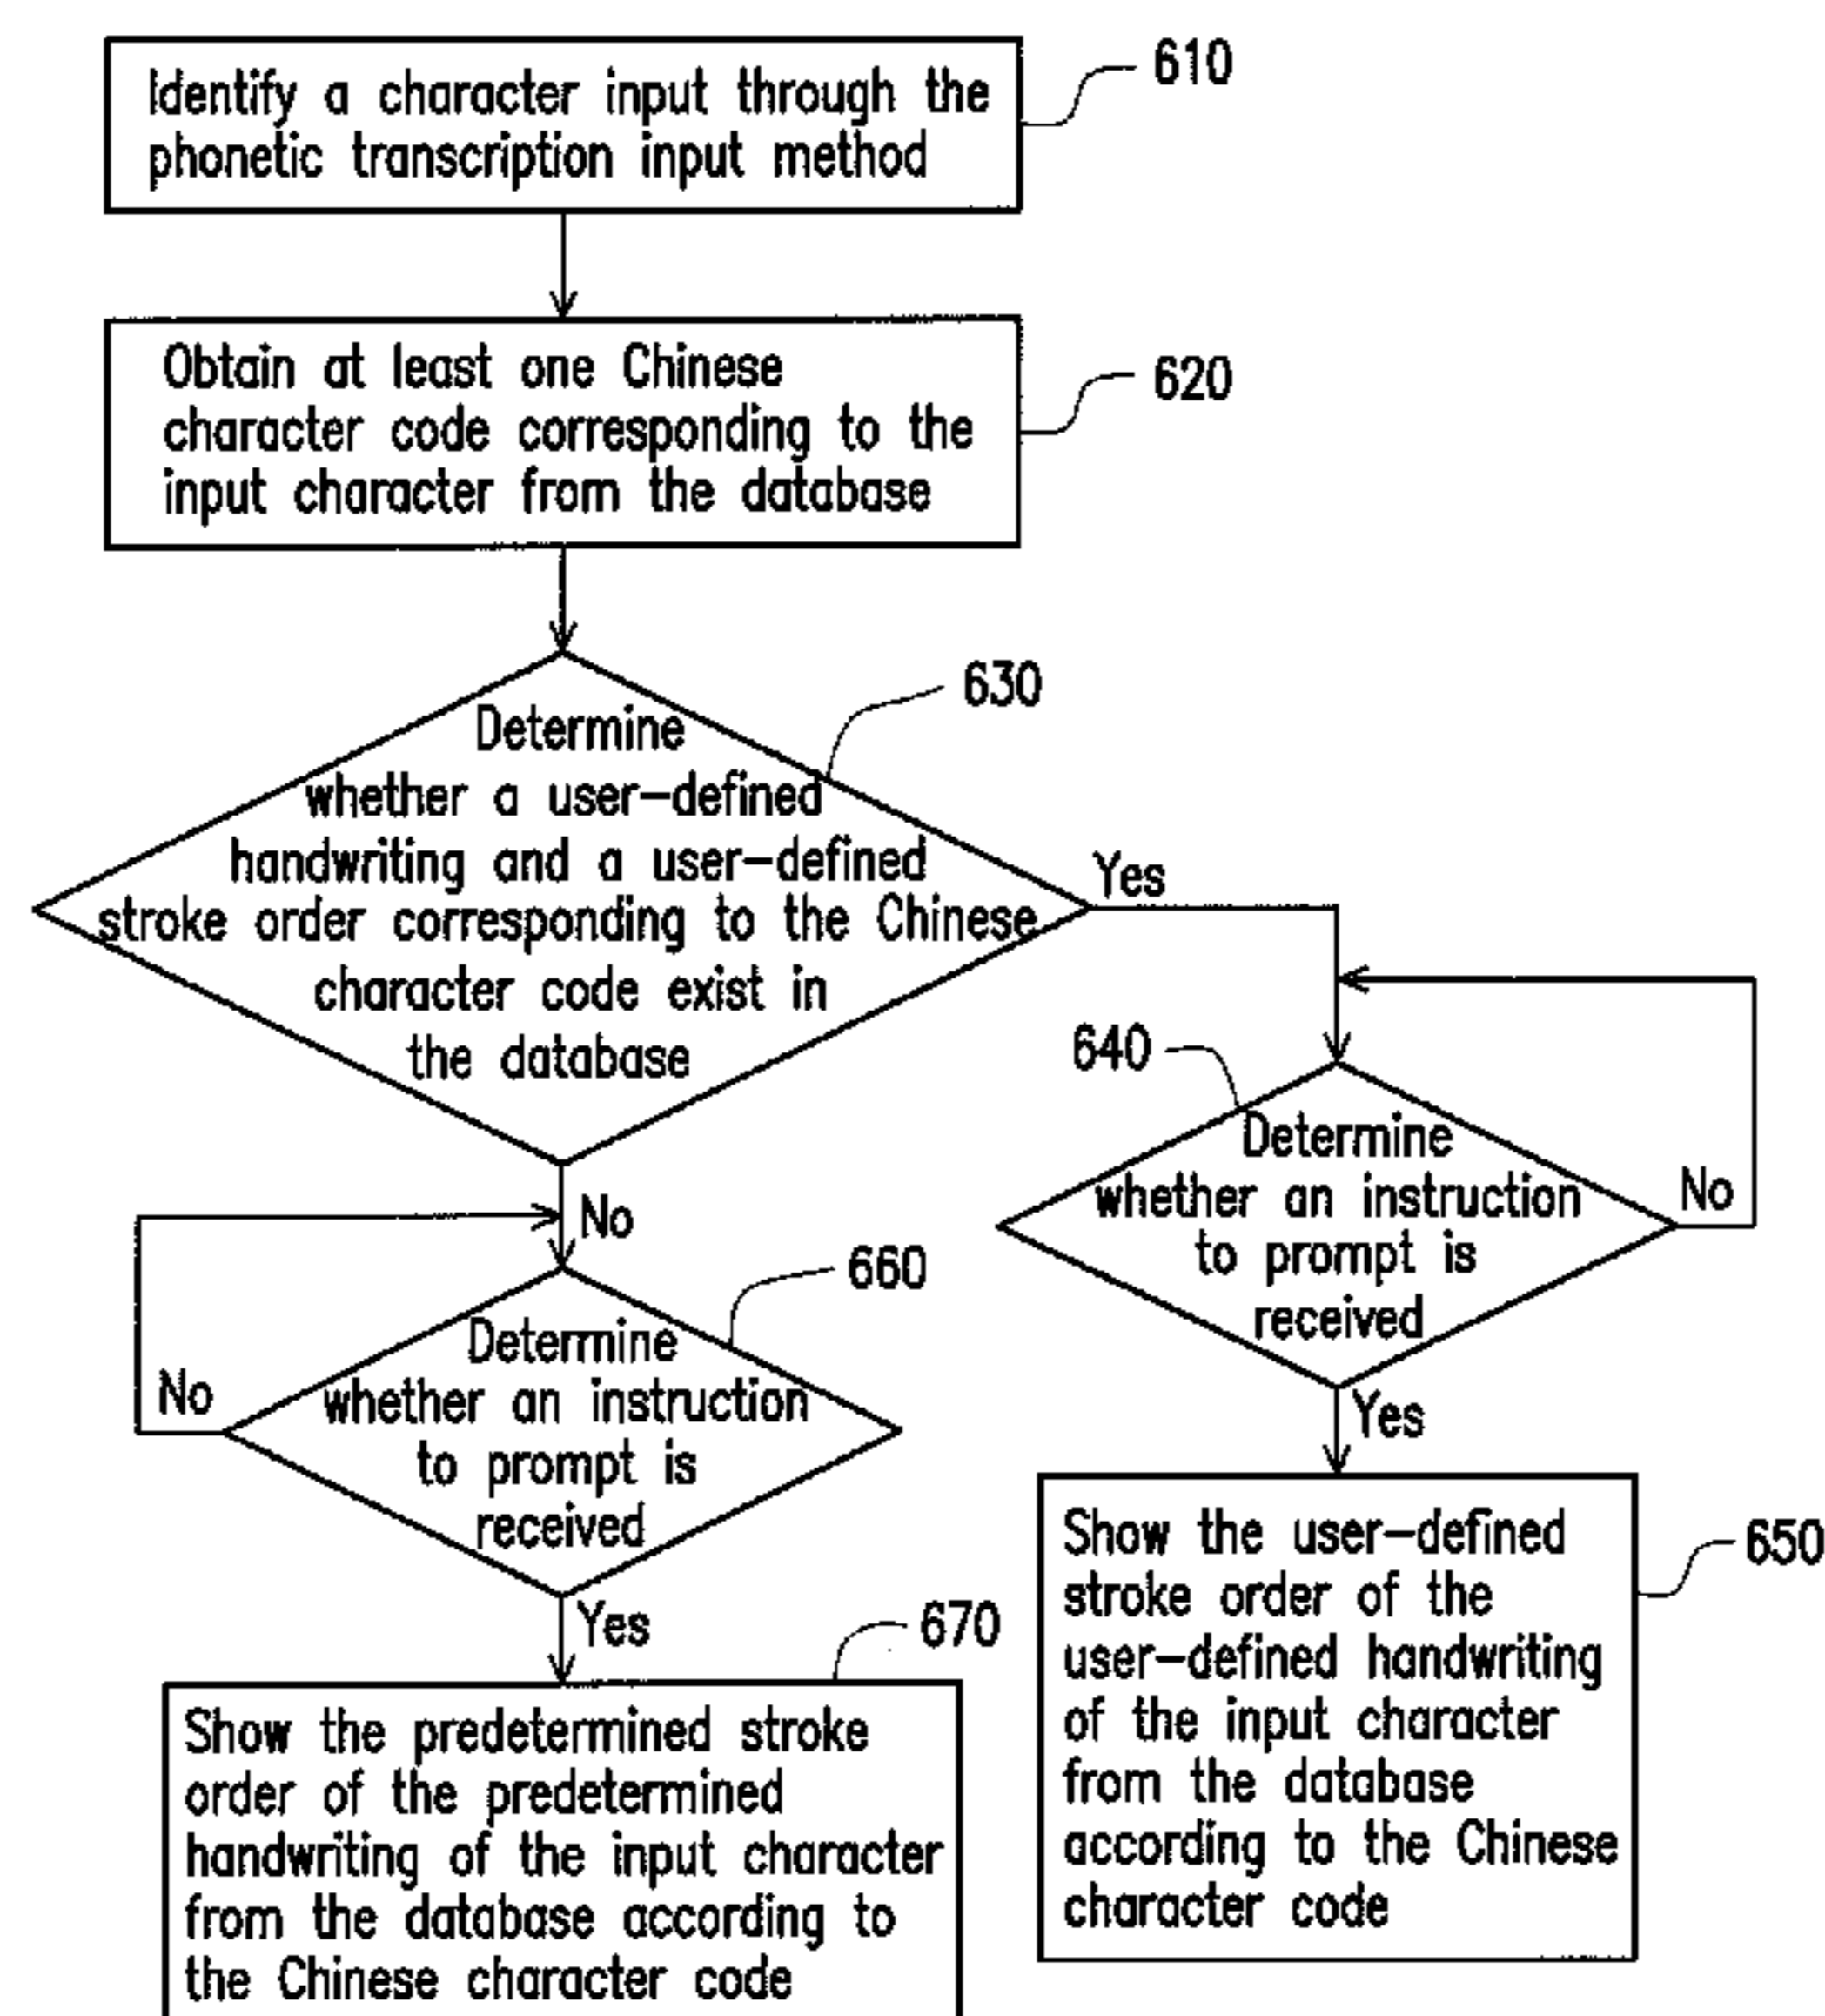 Identify a character input through the
phonetic transcription input method
610
Obtain at least one Chinese
character code corresponding to the
input character from the database
620
630
Determine
whether a user-defined
handwriting and a user-defined
stroke order corresponding to the Chinese
character code exist in
the database
Yes
No
640
Determine
whether an instruction
to prompt is
received
No
Yes
660
Determine
whether an instruction
to prompt is
received
No
Yes
650
Show the user-defined
stroke order of the
user-defined handwriting
of the input character
from the database
according to the Chinese
character code
670
Show the predetermined stroke
order of the predetermined
handwriting of the input character
from the database according to
the Chinese character code